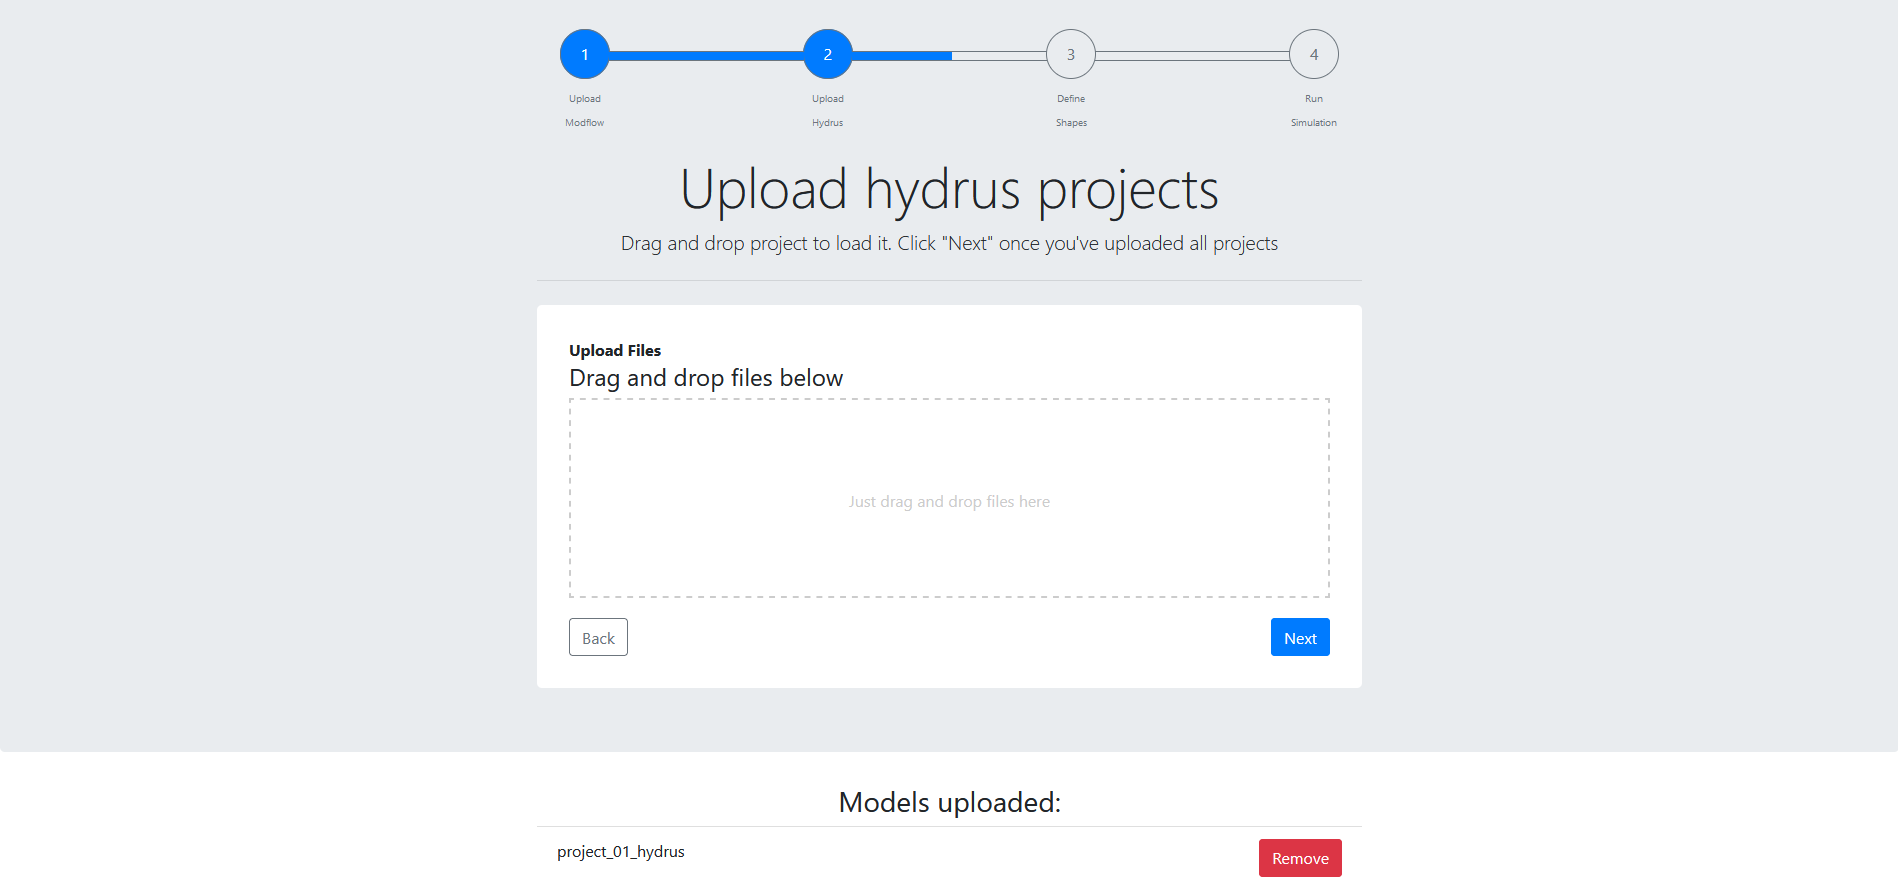 1
2
3
4
Upload
Modflow
Upload
Hydrus
Define
Shapes
Run
Simulation
Upload hydrus projects
Drag and drop project to load it. Click "Next" once you've uploaded all projects
Upload Files
Drag and drop files below
Just drag and drop files here
Back
Next
Models uploaded:
project_01_hydrus
Remove